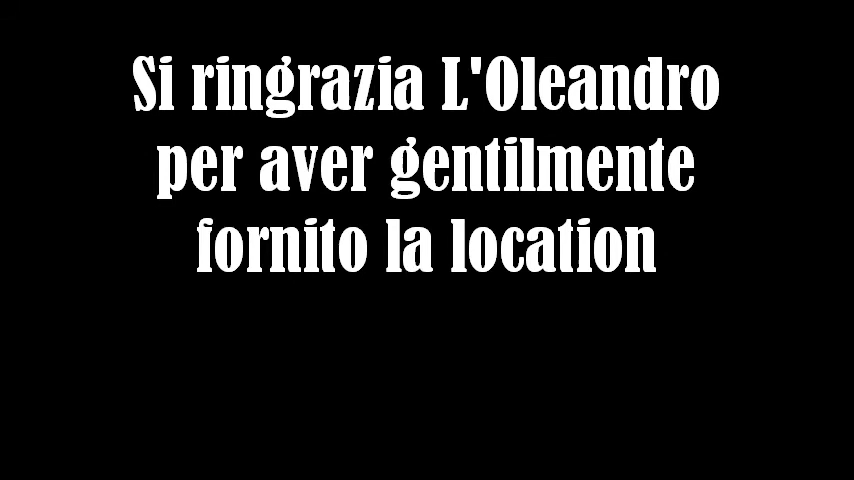 Si ringrazia L'Oleandro
per aver gentilmente
fornito la location